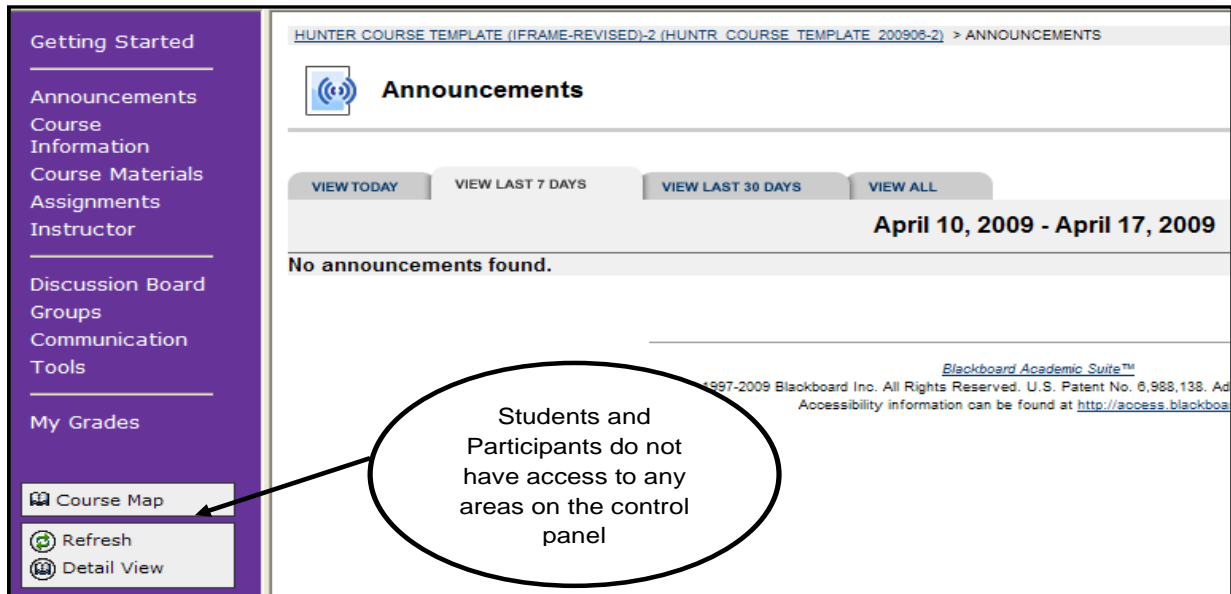 Getting Started
Announcements
Course
Information
Course Materials
Assignments
Instructor
Discussion Board
Groups
Communication
Tools
My Grades
Course Map
Refresh
Detail View
HUNTER COURSE TEMPLATE (IFRAME-REVISED)-2 (HUNTR_COURSE_TEMPLATE_200906-2) > ANNOUNCEMENTS
Announcements
VIEW TODAY VIEW LAST 7 DAYS VIEW LAST 30 DAYS VIEW ALL
April 10, 2009 - April 17, 2009
No announcements found.
Blackboard Academic Suite™
1997-2009 Blackboard Inc. All Rights Reserved. U.S. Patent No. 6,988,138. Ad
Accessibility information can be found at http://access.blackboa
Students and
Participants do not
have access to any
areas on the control
panel